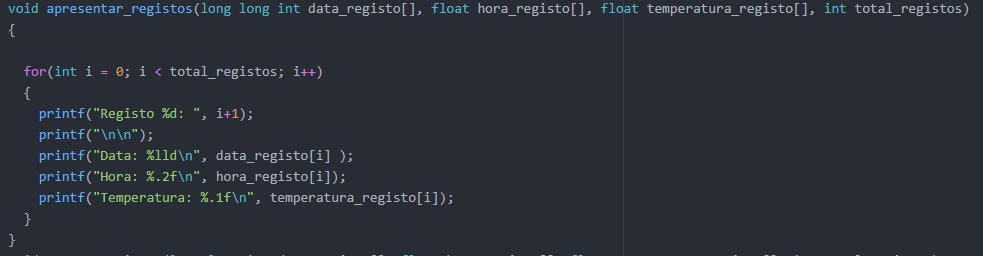 void apresentar_registos(long long int data_registo[], float hora_registo[], float temperatura_registo[], int total_registos)
{
for(int i = 0; i < total_registos; i++)
{
printf("Registo %d: ", i+1);
printf("\n\n");
printf("Data: %lld\n", data_registo[i] );
printf("Hora: %.2f\n", hora_registo[i]);
printf("Temperatura: %.1f\n", temperatura_registo[i]);
}
}